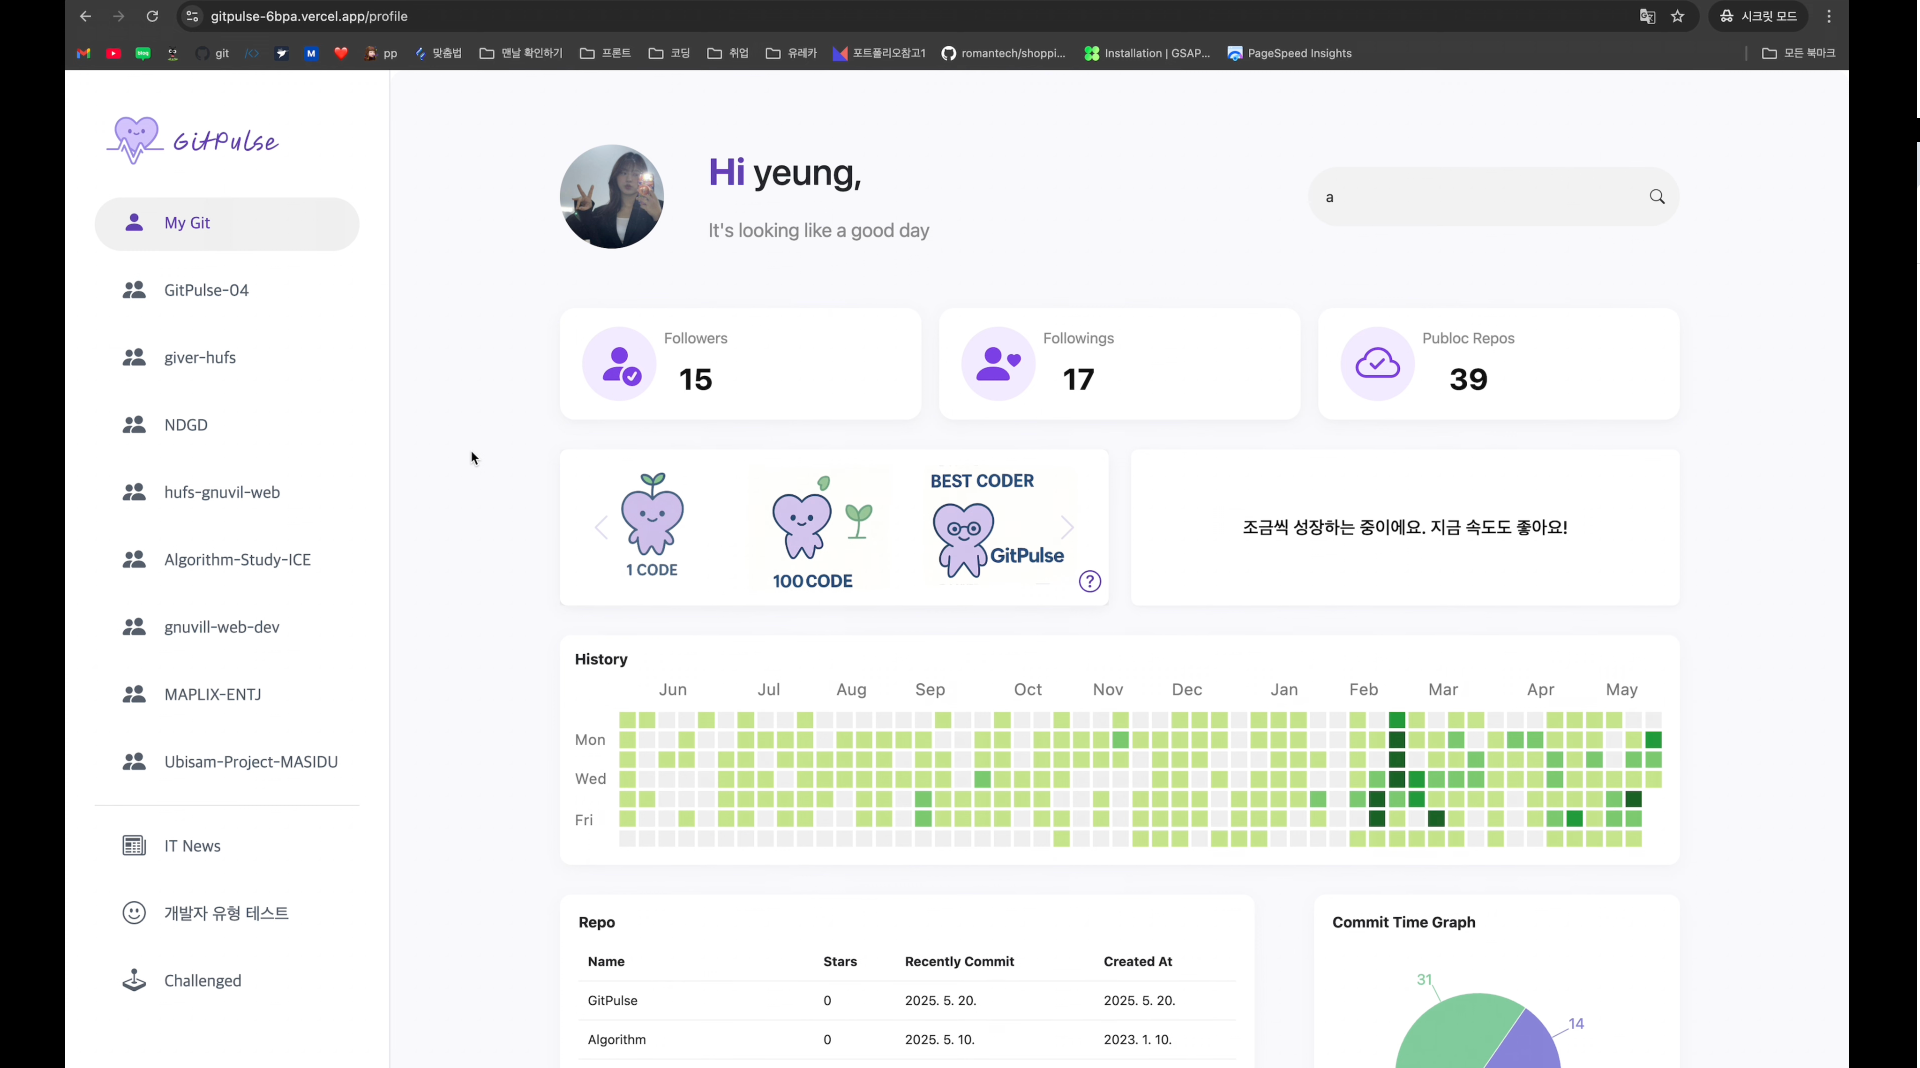 gitpulse-6bpa.vercel.app/profile
시크릿 모드
git
M
pp
맞춤법
맨날 확인하기
프론트
코딩
취업
유레카
포트폴리오참고1
romantech/shoppi...
Installation | GSAP...
PageSpeed Insights
모든 북마크
GitPulse
My Git
GitPulse-04
giver-hufs
NDGD
hufs-gnuvil-web
Algorithm-Study-ICE
gnuvill-web-dev
MAPLIX-ENTJ
Ubisam-Project-MASIDU
IT News
개발자 유형 테스트
Challenged
Hi yeung,
It's looking like a good day
a
Followers
15
Followings
17
Publoc Repos
39
1 CODE
100 CODE
BEST CODER
GitPulse
?
조금씩 성장하는 중이에요. 지금 속도도 좋아요!
History
Jun Jul Aug Sep Oct Nov Dec Jan Feb Mar Apr May
Mon
Wed
Fri
Repo
Name Stars Recently Commit Created At
GitPulse 0 2025. 5. 20. 2025. 5. 20.
Algorithm 0 2025. 5. 10. 2023. 1. 10.
Commit Time Graph
31
14